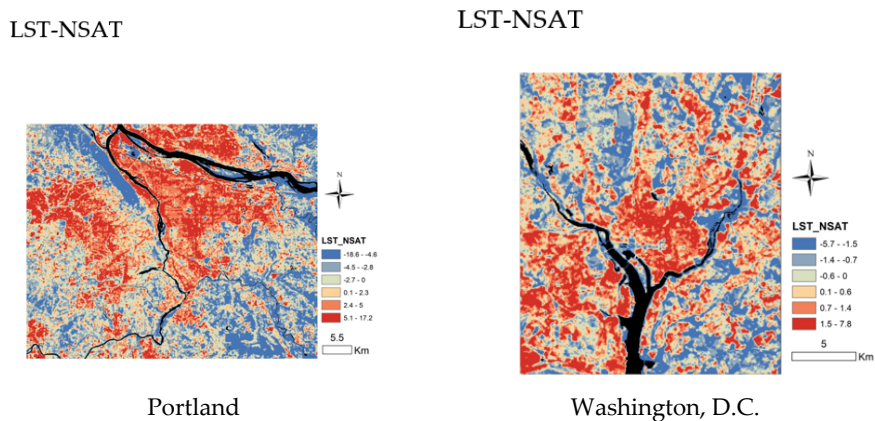 LST-NSAT
N
LST_NSAT
-18.6 - -4.6
-4.5 - -2.8
-2.7 - 0
0.1 - 2.3
2.4 - 5
5.1 - 17.2
5.5
Km
Portland
LST-NSAT
N
LST_NSAT
-5.7 - -1.5
-1.4 - -0.7
-0.6 - 0
0.1 - 0.6
0.7 - 1.4
1.5 - 7.8
5
Km
Washington, D.C.